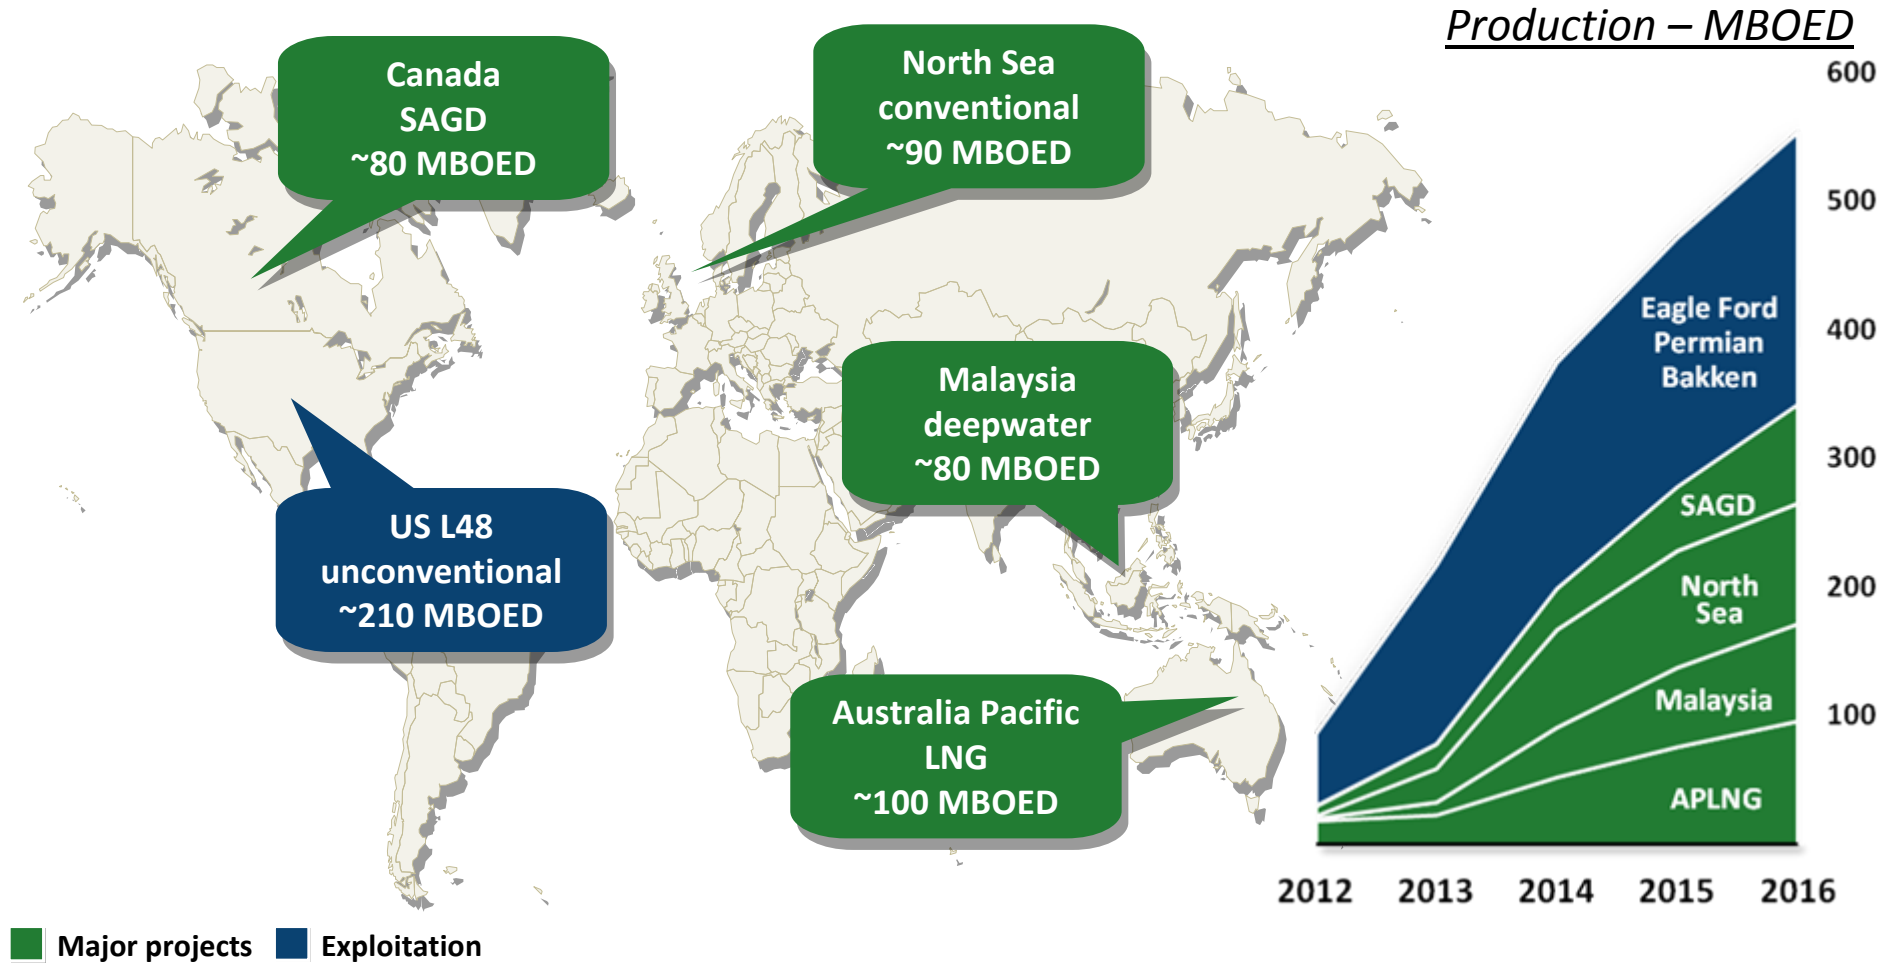 Production – MBOED
Canada
SAGD
~80 MBOED
North Sea
conventional
~90 MBOED
Malaysia
deepwater
~80 MBOED
US L48
unconventional
~210 MBOED
Australia Pacific
LNG
~100 MBOED
600
500
400
300
200
100
Eagle Ford
Permian
Bakken
SAGD
North
Sea
Malaysia
APLNG
2012 2013 2014 2015 2016
Major projects Exploitation